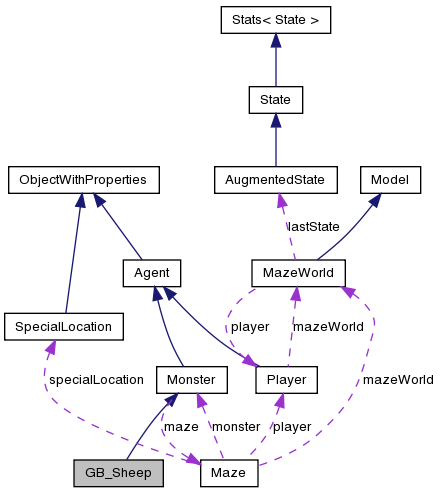 Stats< State >
State
ObjectWithProperties
AugmentedState
Model
lastState
Agent
MazeWorld
SpecialLocation
player
mazeWorld
specialLocation
Monster
Player
mazeWorld
maze
monster
player
GB_Sheep
Maze